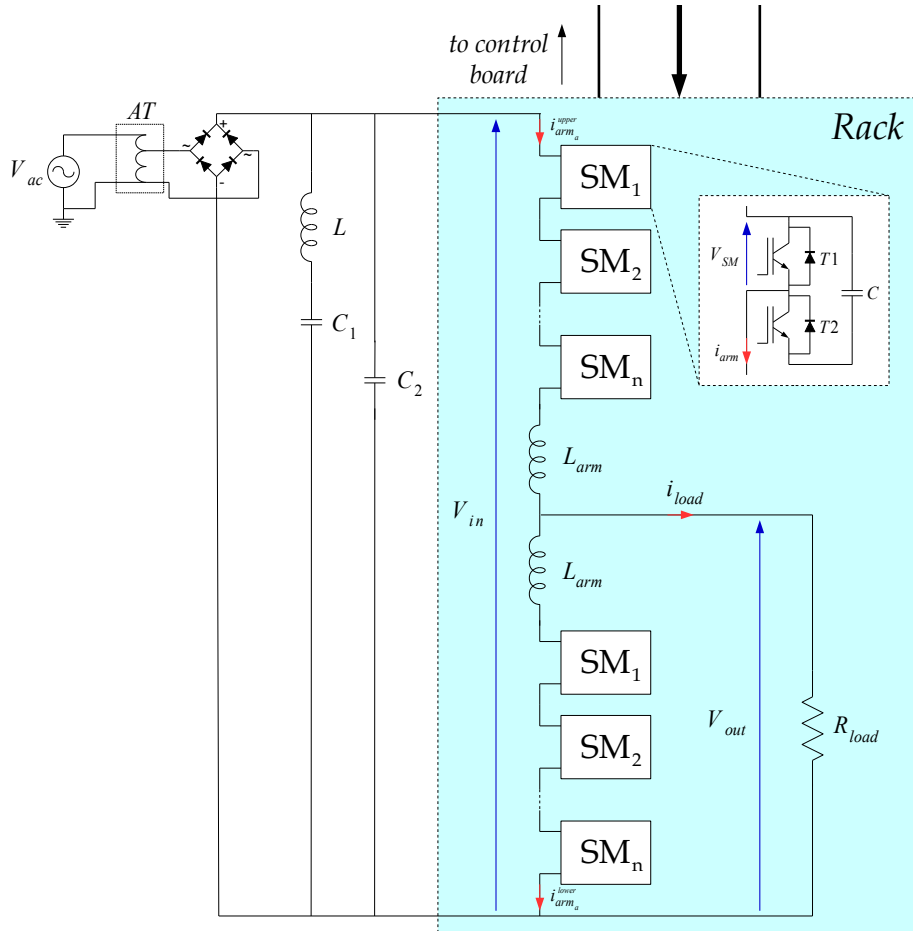 to control
board
Rack
AT
V_ac
~
+
~
-
i_arm_a^upper
SM_1
SM_2
SM_n
L
C_1
C_2
V_SM
T1
C
T2
i_arm
L_arm
i_load
V_in
L_arm
SM_1
V_out
R_load
SM_2
SM_n
i_arm_a^lower